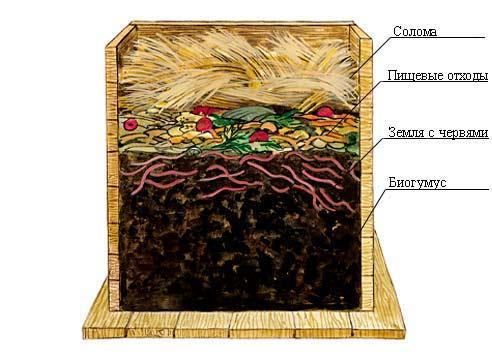 Солома
Пищевые отходы
Земля с червями
Биогумус